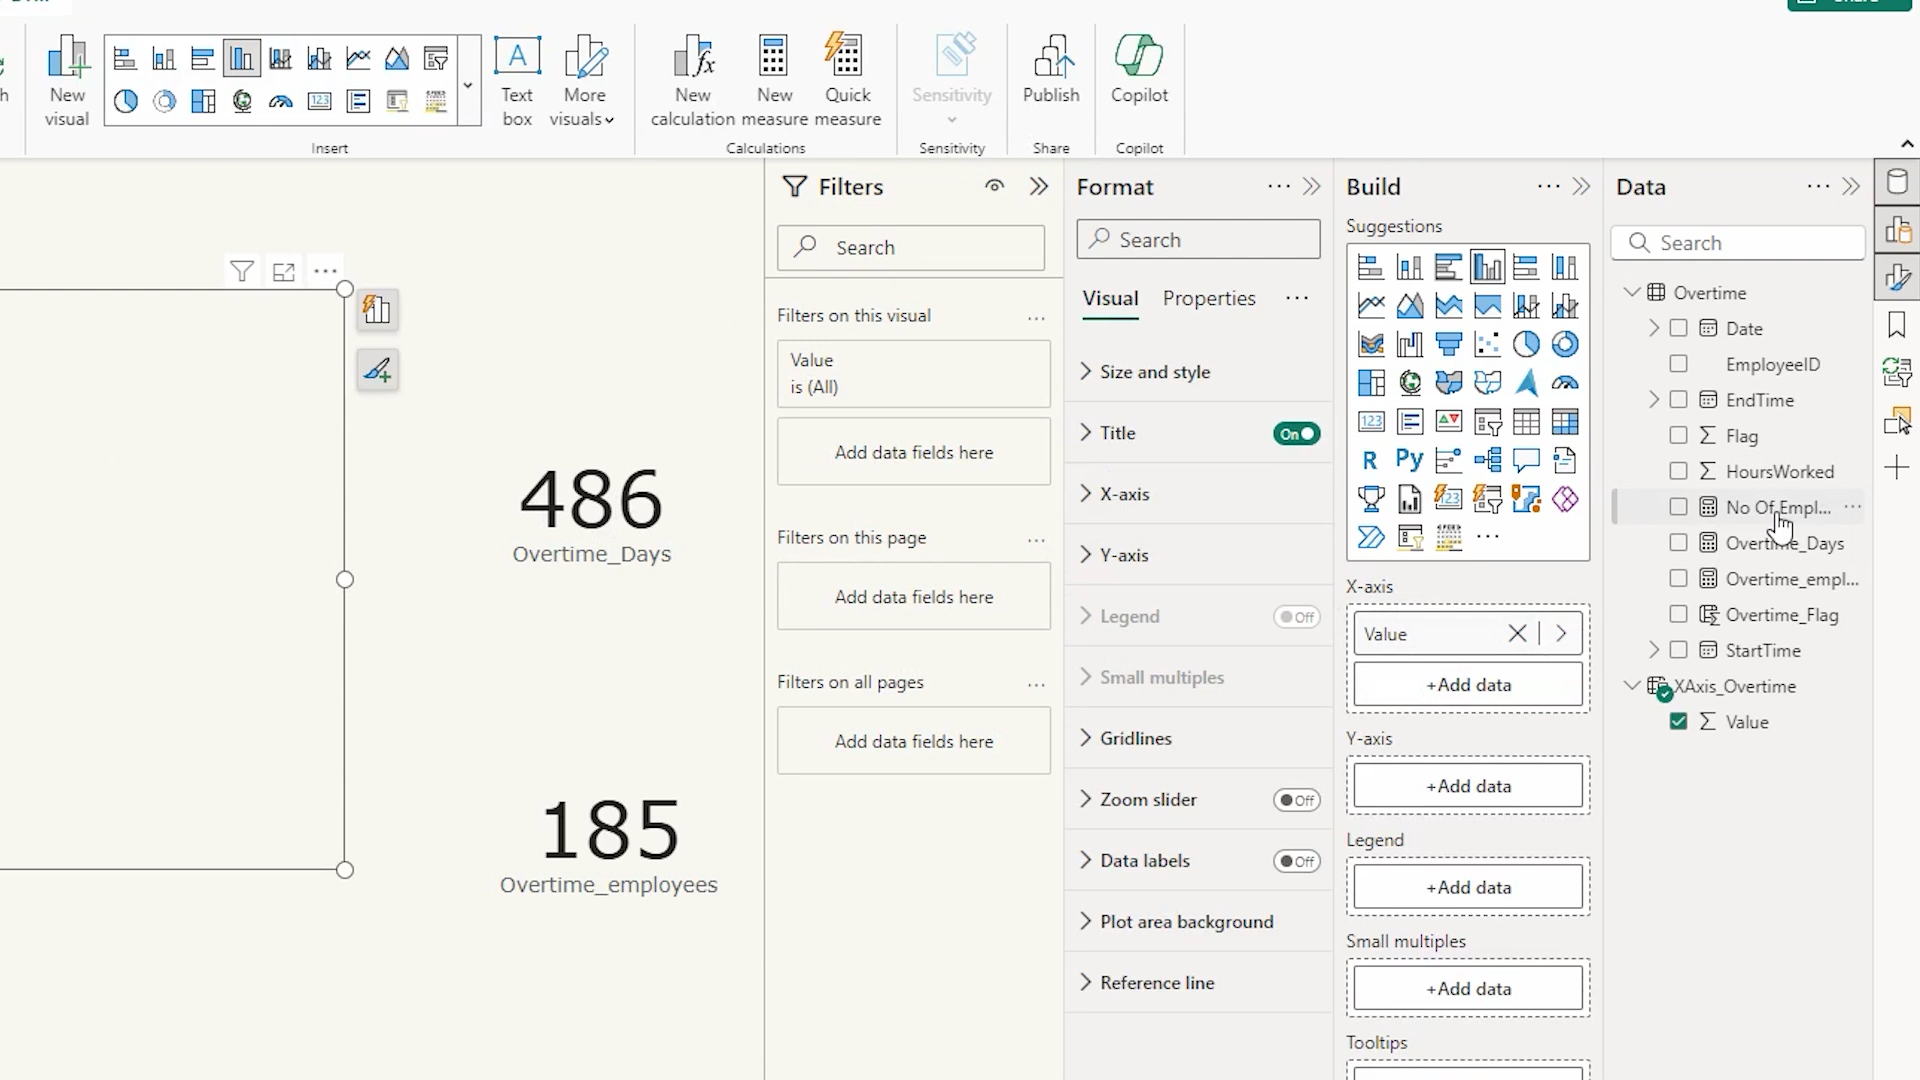 New
visual
Insert
A
Text
box
More
visuals
fx
New
calculation
New
measure
Quick
measure
Calculations
Sensitivity
Sensitivity
Publish
Share
Copilot
Copilot
Filters
Search
Filters on this visual
Value
is (All)
Add data fields here
Filters on this page
Add data fields here
Filters on all pages
Add data fields here
486
Overtime_Days
185
Overtime_employees
Format
Search
Visual
Properties
Size and style
Title
On
X-axis
Y-axis
Legend
Off
Small multiples
Gridlines
Zoom slider
Off
Data labels
Off
Plot area background
Reference line
Build
Suggestions
123
R
Py
123
X-axis
Value
+Add data
Y-axis
+Add data
Legend
+Add data
Small multiples
+Add data
Tooltips
Data
Search
Overtime
Date
EmployeeID
EndTime
Flag
HoursWorked
No Of Empl...
Overtime_Days
Overtime_empl...
Overtime_Flag
StartTime
XAxis_Overtime
Value